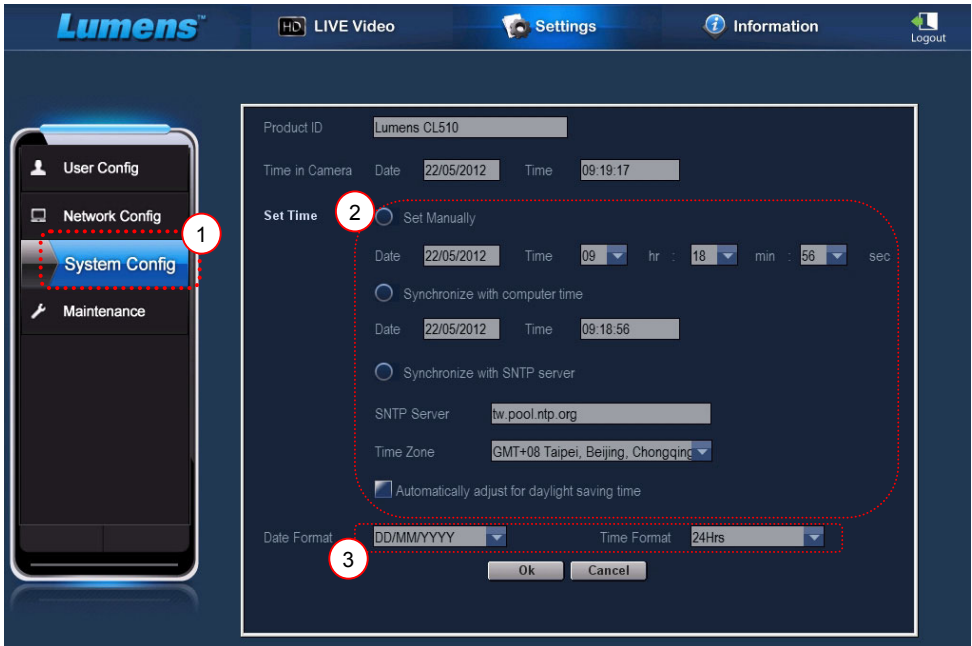 Lumens™ HD LIVE Video Settings Information Logout
User Config
Network Config
1
System Config
Maintenance
Product ID Lumens CL510
Time in Camera Date 22/05/2012 Time 09:19:17
Set Time 2 Set Manually
Date 22/05/2012 Time 09 hr : 18 min : 56 sec
Synchronize with computer time
Date 22/05/2012 Time 09:18:56
Synchronize with SNTP server
SNTP Server tw.pool.ntp.org
Time Zone GMT+08 Taipei, Beijing, Chongqing
Automatically adjust for daylight saving time
Date Format DD/MM/YYYY Time Format 24Hrs
3
Ok Cancel